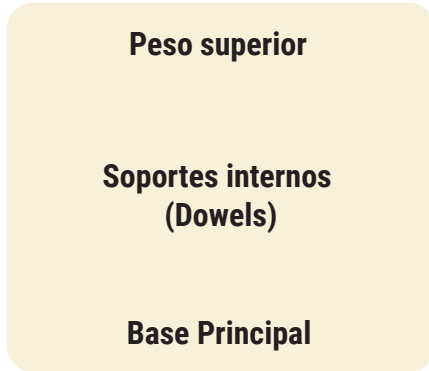 Peso superior
Soportes internos
(Dowels)
Base Principal